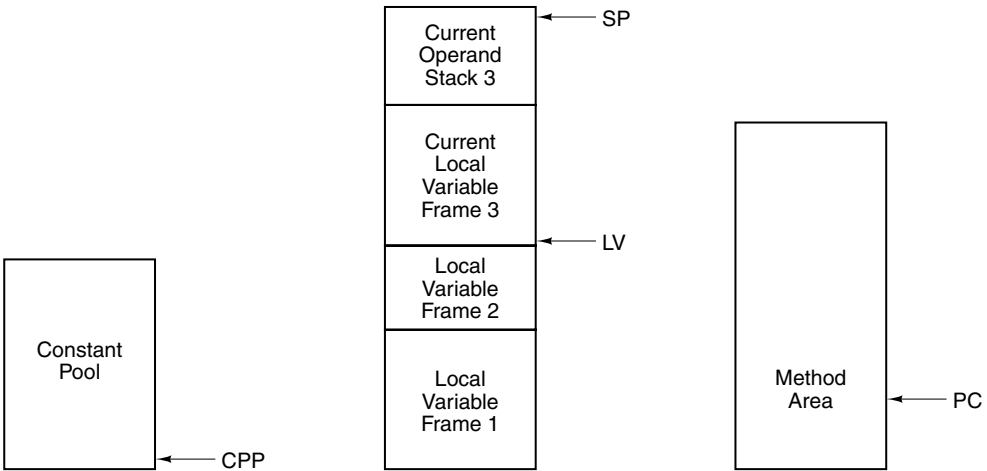 Current
Operand
Stack 3
SP
Current
Local
Variable
Frame 3
LV
Local
Variable
Frame 2
Local
Variable
Frame 1
Constant
Pool
CPP
Method
Area
PC